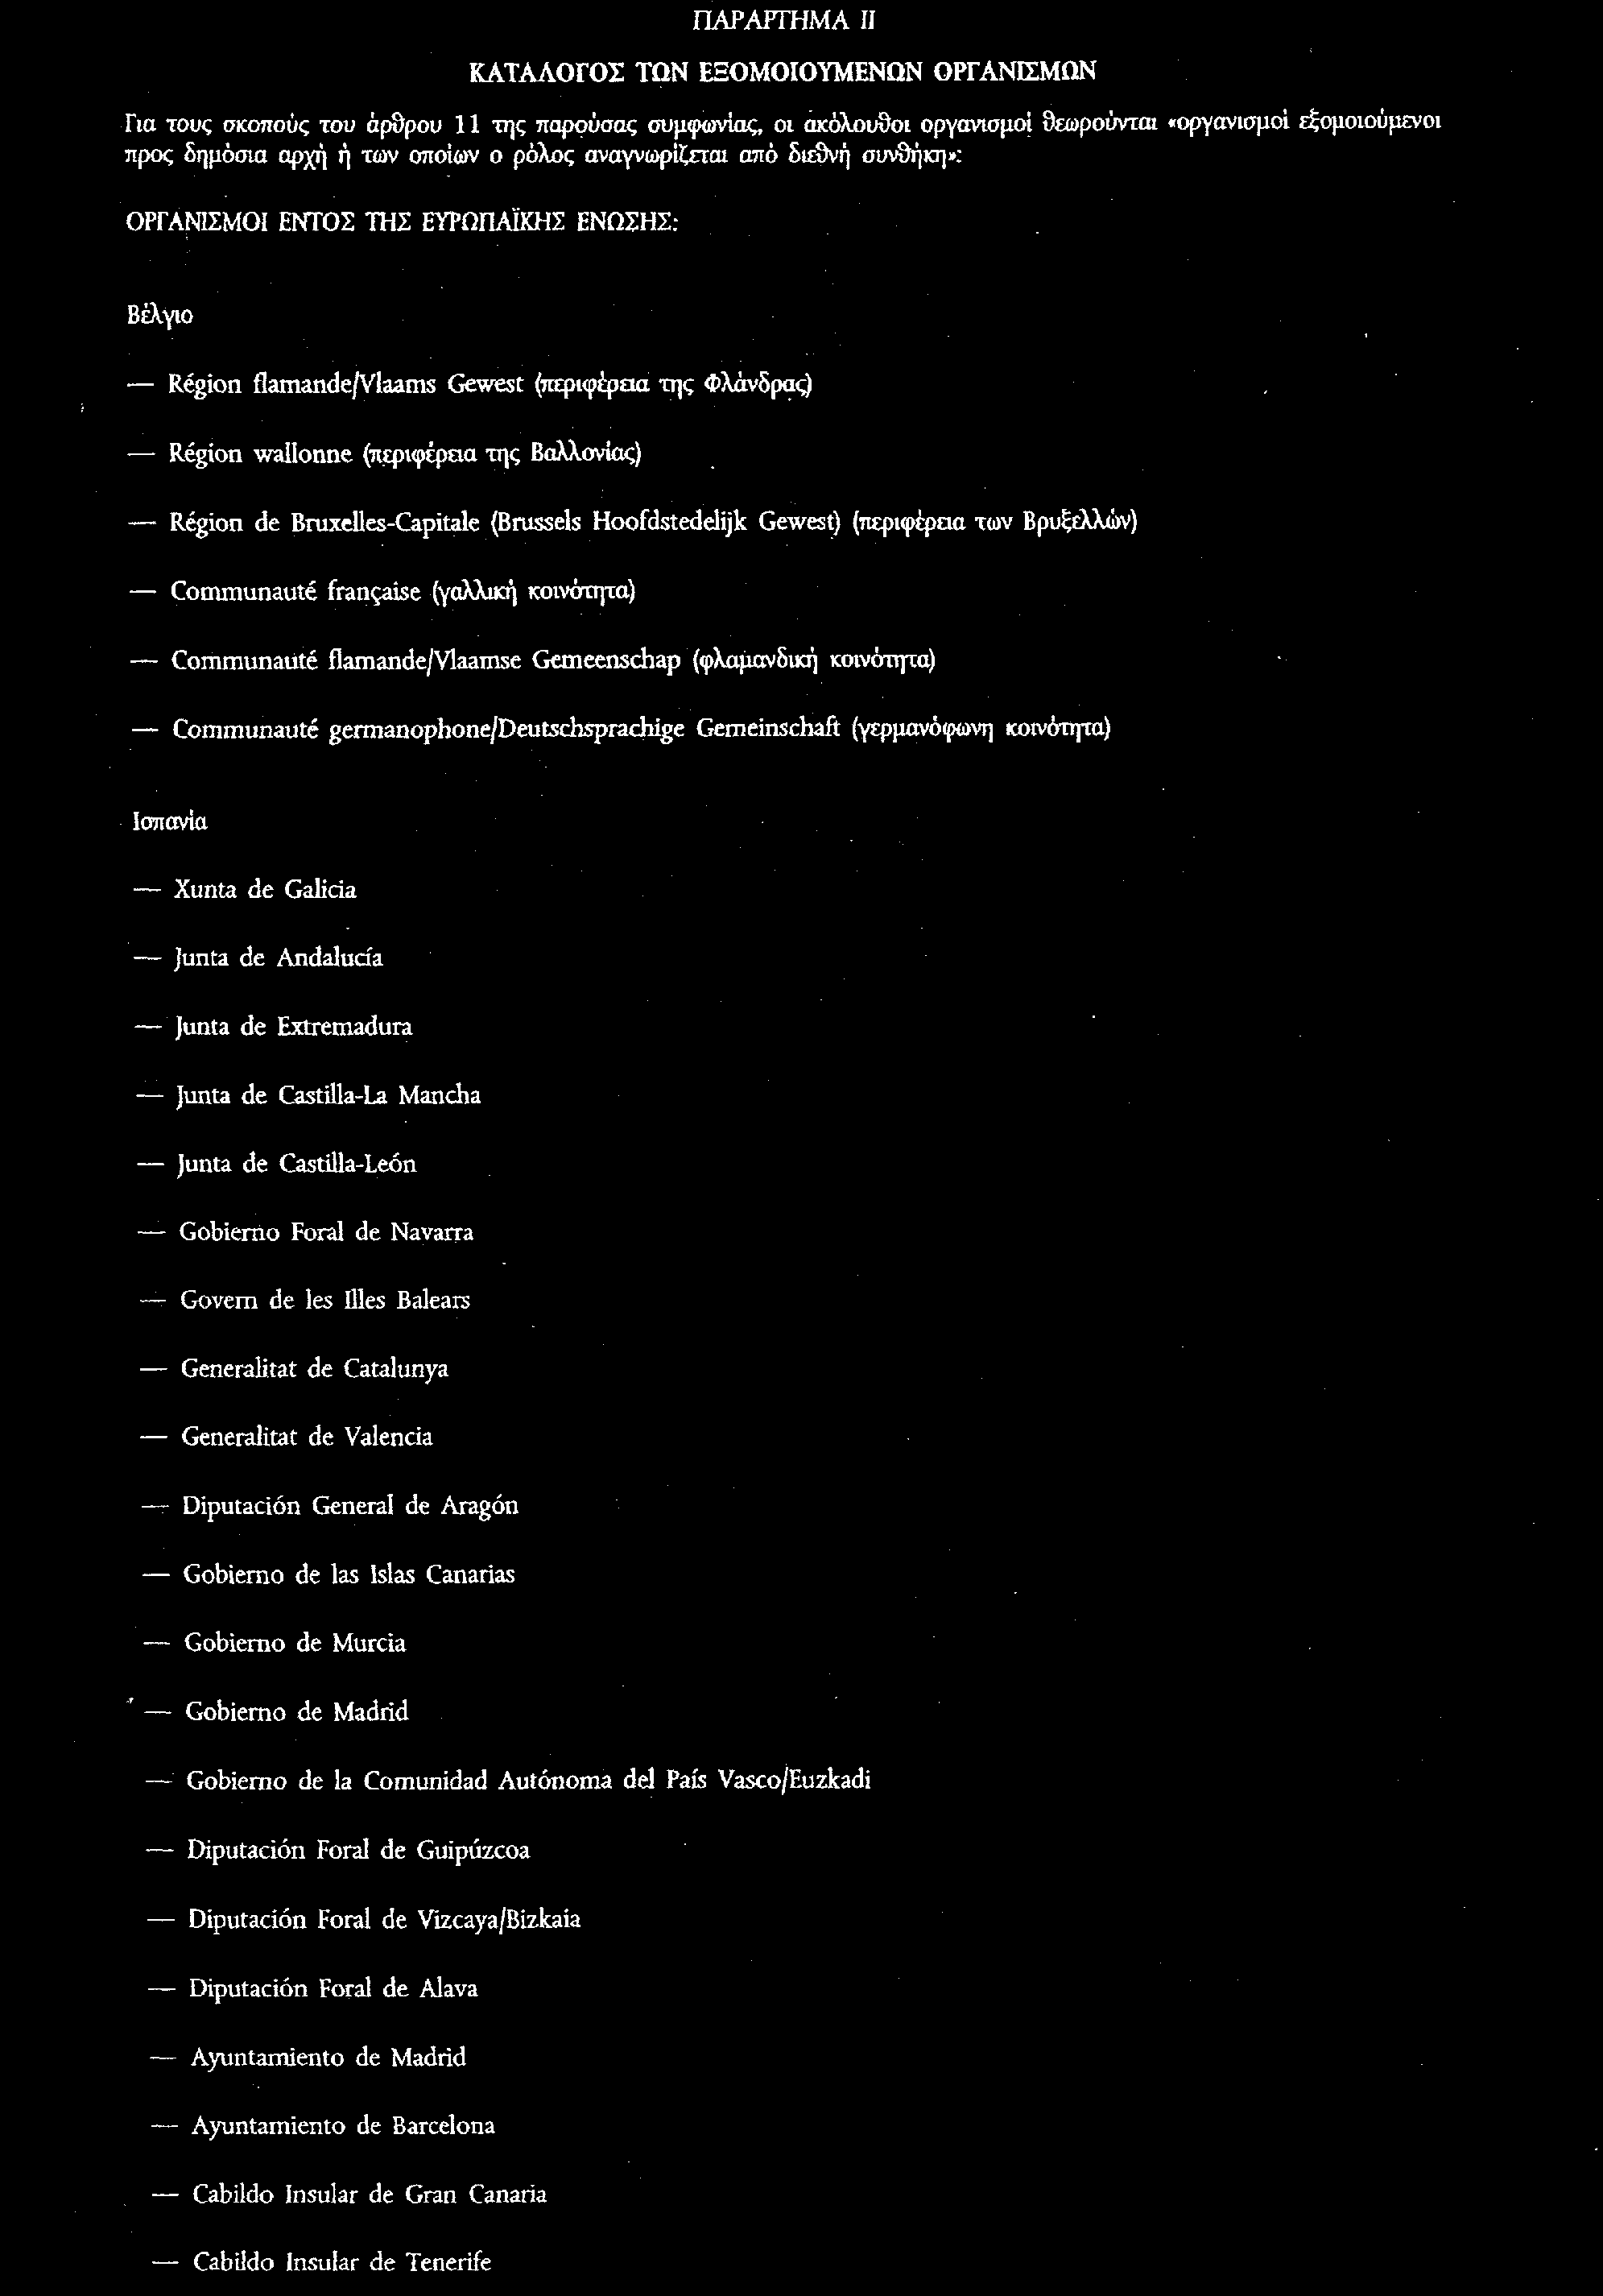 ΠΑΡΑΡΤΗΜΑ II
ΚΑΤΑΛΟΓΟΣ ΤΩΝ ΕΞΟΜΟΙΟΥΜΕΝΩΝ ΟΡΓΑΝΙΣΜΩΝ
Για τους σκοπούς του άρθρου 11 της παρούσας συμφωνίας, οι ακόλουθοι οργανισμοί θεωρούνται «οργανισμοί εξομοιούμενοι
προς δημόσια αρχή ή των οποίων ο ρόλος αναγνωρίζεται από διεθνή συνθήκη»:
ΟΡΓΑΝΙΣΜΟΙ ΕΝΤΟΣ ΤΗΣ ΕΥΡΩΠΑΪΚΗΣ ΕΝΩΣΗΣ:
Βέλγιο
— Région flamande/Vlaams Gewest (περιφέρεια της Φλάνδρας)
— Région wallonne (περιφέρεια της Βαλλονίας)
— Région de Bruxelles-Capitale (Brussels Hoofdstedelijk Gewest) (περιφέρεια των Βρυξελλών)
— Communauté française (γαλλική κοινότητα)
— Communauté flamande/Vlaamse Gemeenschap (φλαμανδική κοινότητα)
— Communauté germanophone/Deutschsprachige Gemeinschaft (γερμανόφωνη κοινότητα)
Ισπανία
— Xunta de Galicia
— Junta de Andalucía
— Junta de Extremadura
— Junta de Castilla-La Mancha
— Junta de Castilla-León
— Gobierno Foral de Navarra
— Govern de les Illes Balears
— Generalitat de Catalunya
— Generalitat de Valencia
— Diputación General de Aragón
— Gobierno de las Islas Canarias
— Gobierno de Murcia
— Gobierno de Madrid
— Gobierno de la Comunidad Autónoma del País Vasco/Euzkadi
— Diputación Foral de Guipúzcoa
— Diputación Foral de Vizcaya/Bizkaia
— Diputación Foral de Alava
— Ayuntamiento de Madrid
— Ayuntamiento de Barcelona
— Cabildo Insular de Gran Canaria
— Cabildo Insular de Tenerife